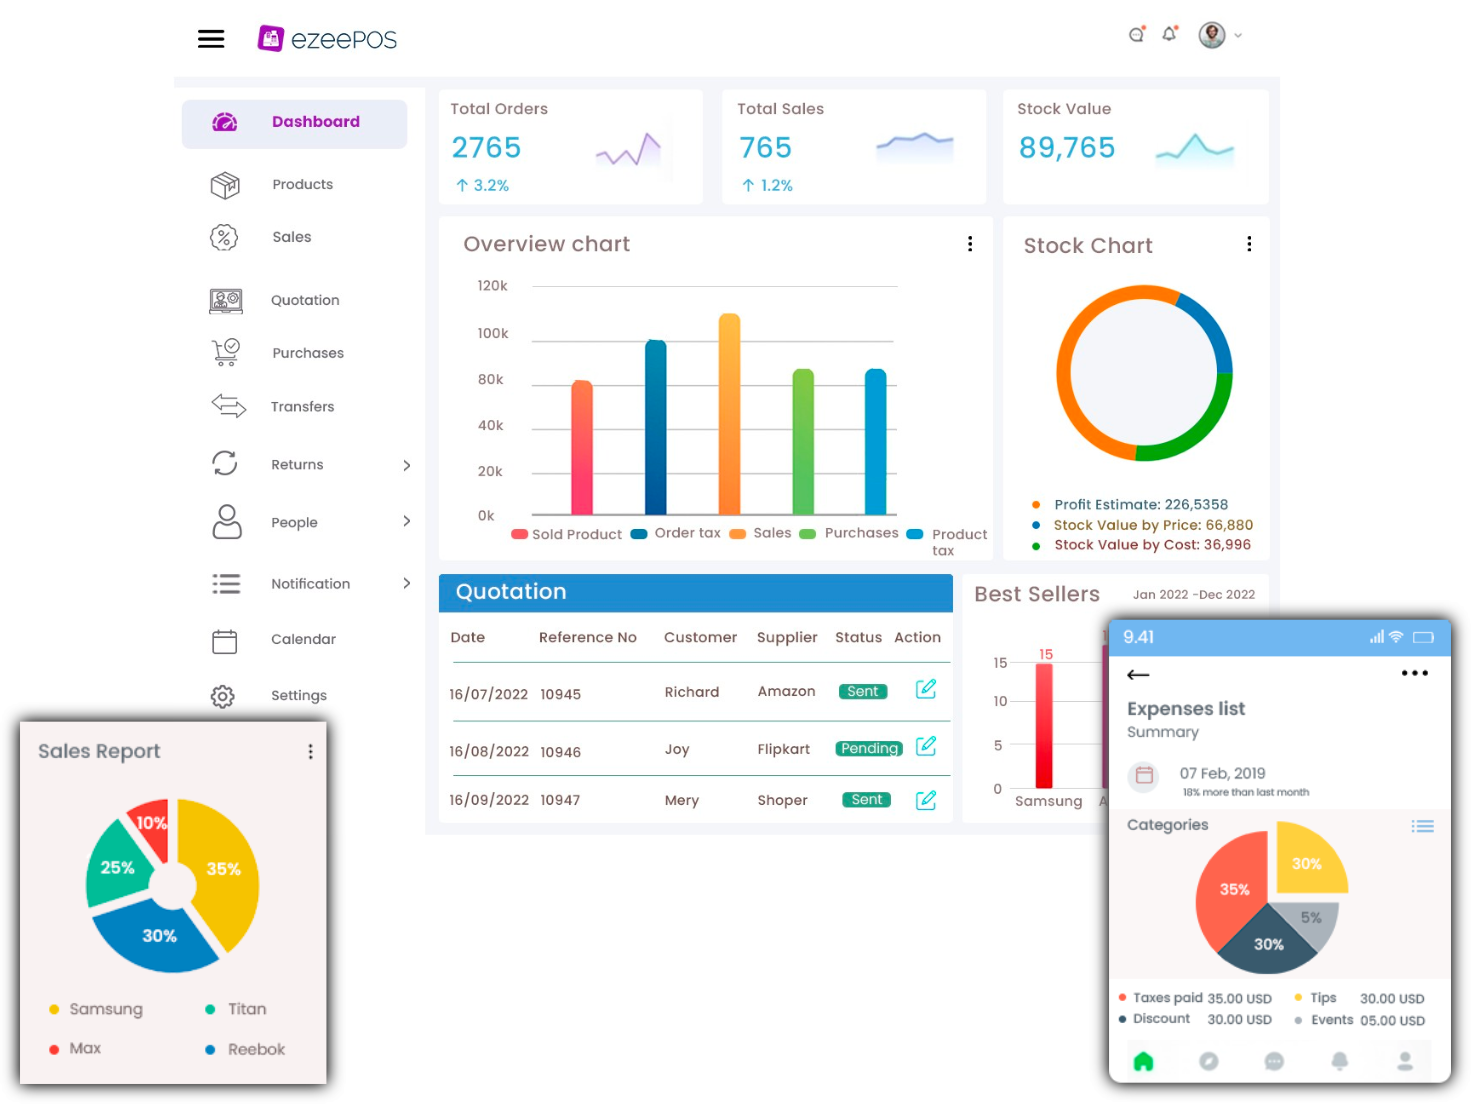 ezeePOS
Dashboard
Products
Sales
Quotation
Purchases
Transfers
Returns
People
Notification
Calendar
Settings
Total Orders
2765
↑ 3.2%
Total Sales
765
↑ 1.2%
Stock Value
89,765
Overview chart
120k
100k
80k
40k
20k
0k
Sold Product Order tax Sales Purchases Product
tax
Stock Chart
Profit Estimate: 226,5358
Stock Value by Price: 66,880
Stock Value by Cost: 36,996
Quotation
Date Reference No Customer Supplier Status Action
16/07/2022 10945 Richard Amazon Sent
16/08/2022 10946 Joy Flipkart Pending
16/09/2022 10947 Mery Shoper Sent
Best Sellers Jan 2022 -Dec 2022
15
15
10
5
0
Samsung A
Sales Report
10%
35%
25%
30%
Samsung Titan
Max Reebok
9.41
Expenses list
Summary
07 Feb, 2019
18% more than last month
Categories
30%
35%
5%
30%
Taxes paid 35.00 USD Tips 30.00 USD
Discount 30.00 USD Events 05.00 USD